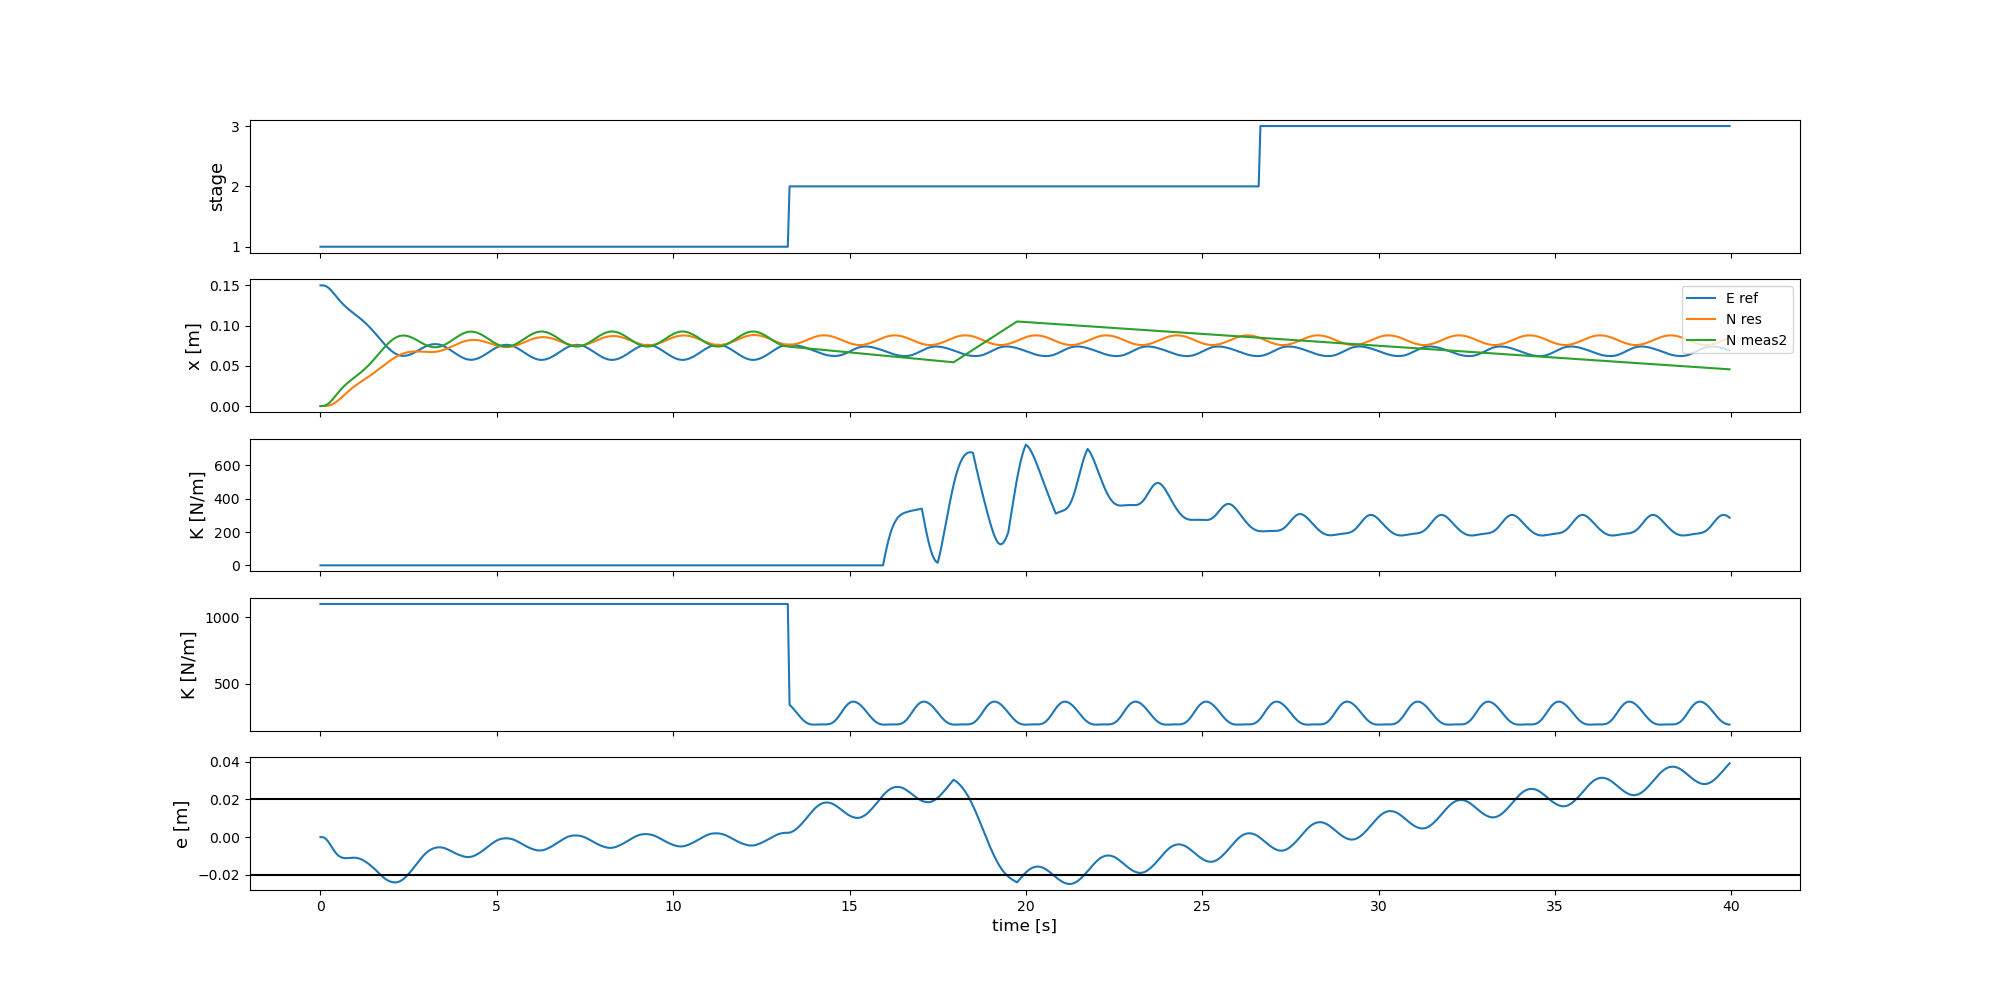 3
2
1
stage
0.15
0.10
0.05
0.00
x [m]
E ref
N res
N meas2
600
400
200
0
K [N/m]
1000
500
K [N/m]
0.04
0.02
0.00
−0.02
e [m]
0 5 10 15 20 25 30 35 40
time [s]